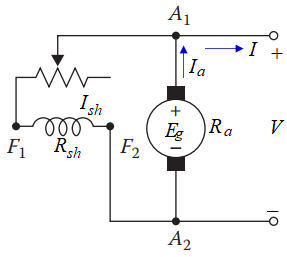 A1
Ia
I
+
Ish
+
Eg
−
Ra
V
F1
Rsh
F2
−
A2